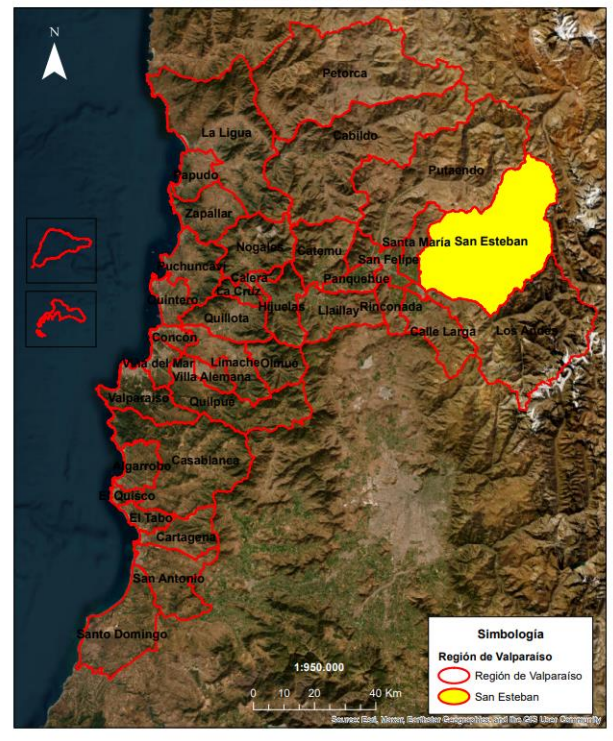 N
Petorca
La Ligua
Cabildo
Putaendo
Papudo
Zapallar
Nogales
Catemu
Santa María
San Esteban
San Felipe
Puchuncaví
Calera
Panquehue
La Cruz
Quintero
Hijuelas
Llaillay
Rinconada
Quillota
Calle Larga
Los Andes
Concón
Viña del Mar
Limache
Olmué
Villa Alemana
Valparaíso
Quilpué
Algarrobo
Casablanca
El Quisco
El Tabo
Cartagena
San Antonio
Santo Domingo
1:950.000
0 10 20 40 Km
Simbología
Región de Valparaíso
Región de Valparaíso
San Esteban
Source: Esri, Maxar, Earthstar Geographics, and the GIS User Community